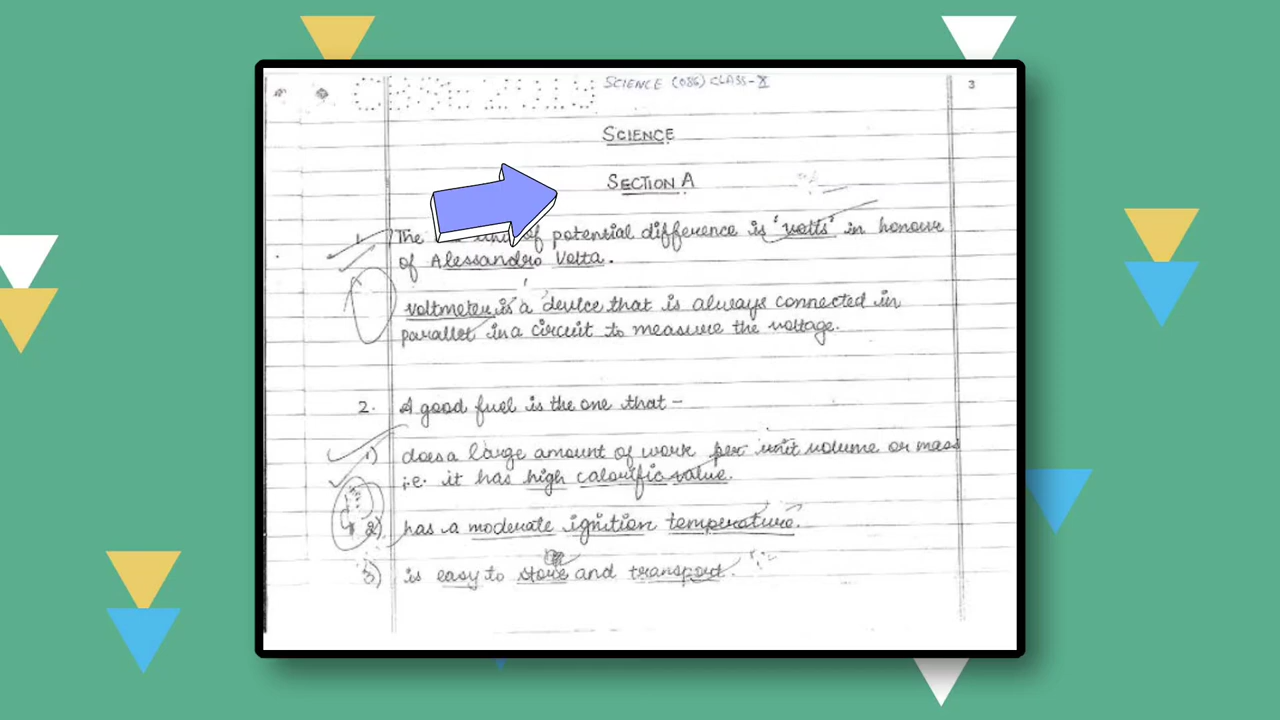 CBSE 2019 SCIENCE (086) CLASS-X 3
SCIENCE
SECTION A
1. The unit of potential difference is 'volts' in honour
of Alessandro Volta.
voltmeter is a device that is always connected in
parallel in a circuit to measure the voltage.
2. A good fuel is the one that -
1) does a large amount of work per unit volume or mass
i.e. it has high calorific value.
2) has a moderate ignition temperature.
3) is easy to store and transport.